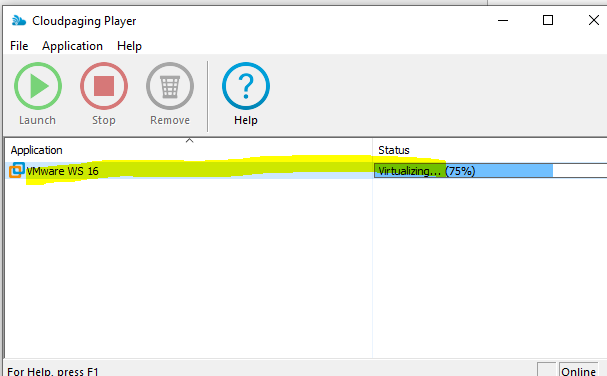 Cloudpaging Player
File Application Help
Launch Stop Remove Help
Application Status
VMware WS 16 Virtualizing... (75%)
For Help, press F1 Online